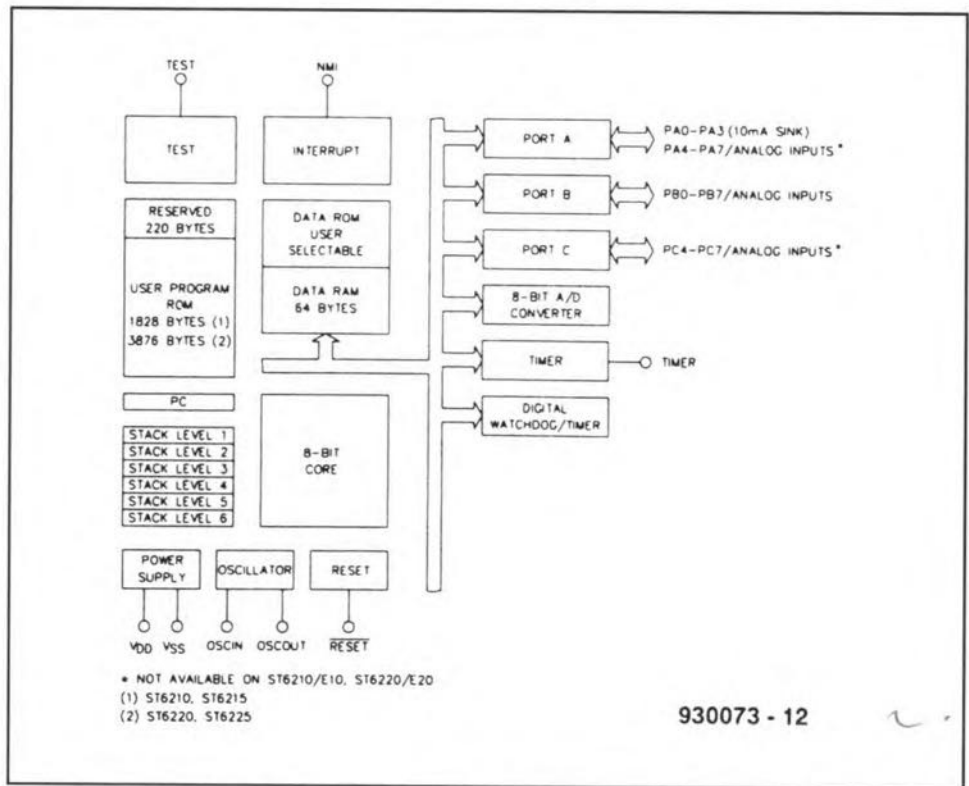 TEST
NMI
TEST
INTERRUPT
RESERVED
220 BYTES
USER PROGRAM
ROM
1828 BYTES (1)
3876 BYTES (2)
DATA ROM
USER
SELECTABLE
DATA RAM
64 BYTES
PC
STACK LEVEL 1
STACK LEVEL 2
STACK LEVEL 3
STACK LEVEL 4
STACK LEVEL 5
STACK LEVEL 6
8-BIT
CORE
POWER
SUPPLY
OSCILLATOR
RESET
VDD
VSS
OSCIN
OSCOUT
RESET
PORT A
PA0-PA3 (10mA SINK)
PA4-PA7/ANALOG INPUTS *
PORT B
PB0-PB7/ANALOG INPUTS
PORT C
PC4-PC7/ANALOG INPUTS *
8-BIT A/D
CONVERTER
TIMER
TIMER
DIGITAL
WATCHDOG/TIMER
* NOT AVAILABLE ON ST6210/E10, ST6220/E20
(1) ST6210, ST6215
(2) ST6220, ST6225
930073 - 12